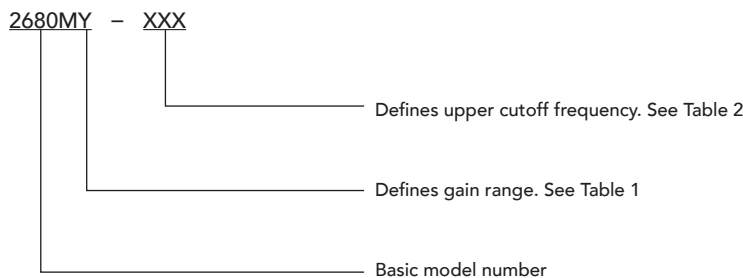 2680MY – XXX
Defines upper cutoff frequency. See Table 2
Defines gain range. See Table 1
Basic model number